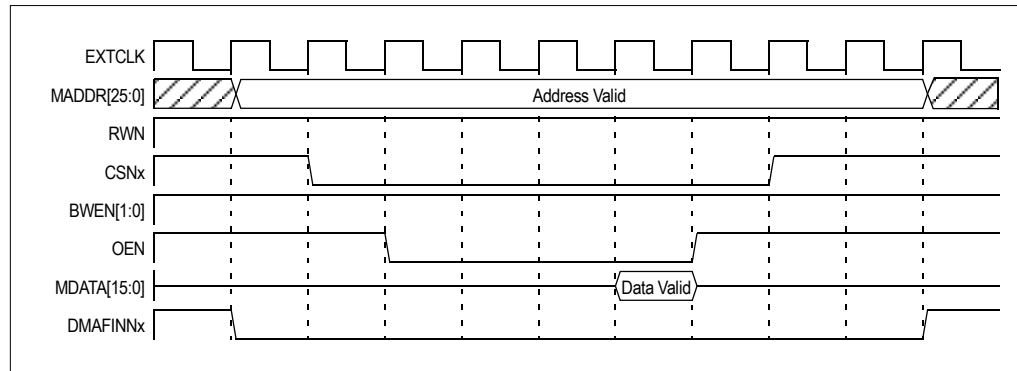 EXTCLK
MADDR[25:0]
Address Valid
RWN
CSNx
BWEN[1:0]
OEN
MDATA[15:0]
Data Valid
DMAFINNx